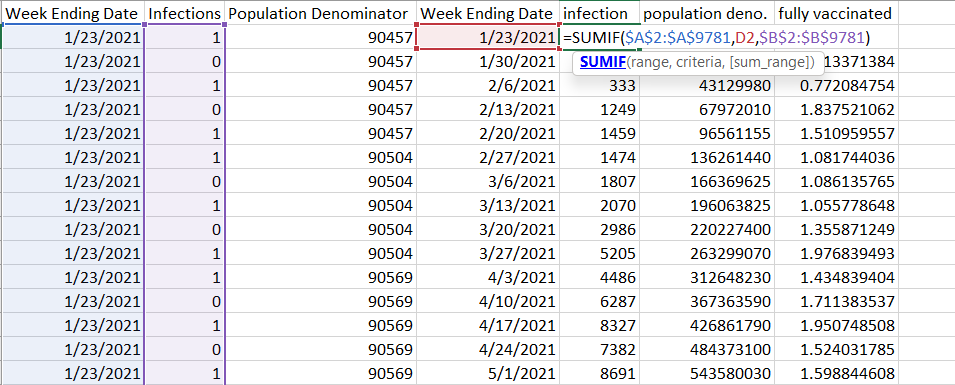 Week Ending Date Infections Population Denominator Week Ending Date infection population deno. fully vaccinated
1/23/2021 1 90457 1/23/2021 =SUMIF($A$2:$A$9781,D2,$B$2:$B$9781)
1/23/2021 0 90457 1/30/2021 SUMIF(range, criteria, [sum_range]) 13371384
1/23/2021 1 90457 2/6/2021 333 43129980 0.772084754
1/23/2021 0 90457 2/13/2021 1249 67972010 1.837521062
1/23/2021 1 90457 2/20/2021 1459 96561155 1.510959557
1/23/2021 1 90504 2/27/2021 1474 136261440 1.081744036
1/23/2021 0 90504 3/6/2021 1807 166369625 1.086135765
1/23/2021 1 90504 3/13/2021 2070 196063825 1.055778648
1/23/2021 0 90504 3/20/2021 2986 220227400 1.355871249
1/23/2021 1 90504 3/27/2021 5205 263299070 1.976839493
1/23/2021 1 90569 4/3/2021 4486 312648230 1.434839404
1/23/2021 0 90569 4/10/2021 6287 367363590 1.711383537
1/23/2021 1 90569 4/17/2021 8327 426861790 1.950748508
1/23/2021 0 90569 4/24/2021 7382 484373100 1.524031785
1/23/2021 1 90569 5/1/2021 8691 543580030 1.598844608